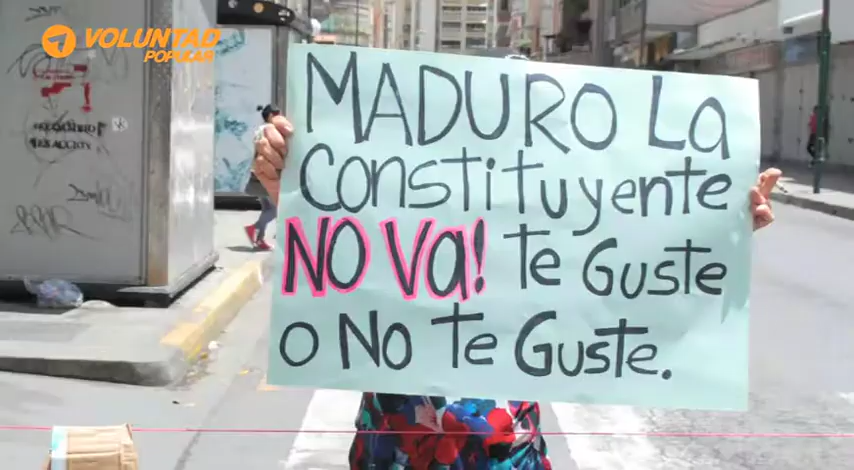 VOLUNTAD
POPULAR
MADURO La
Constituyente
NO Va! te Guste
o No te Guste.